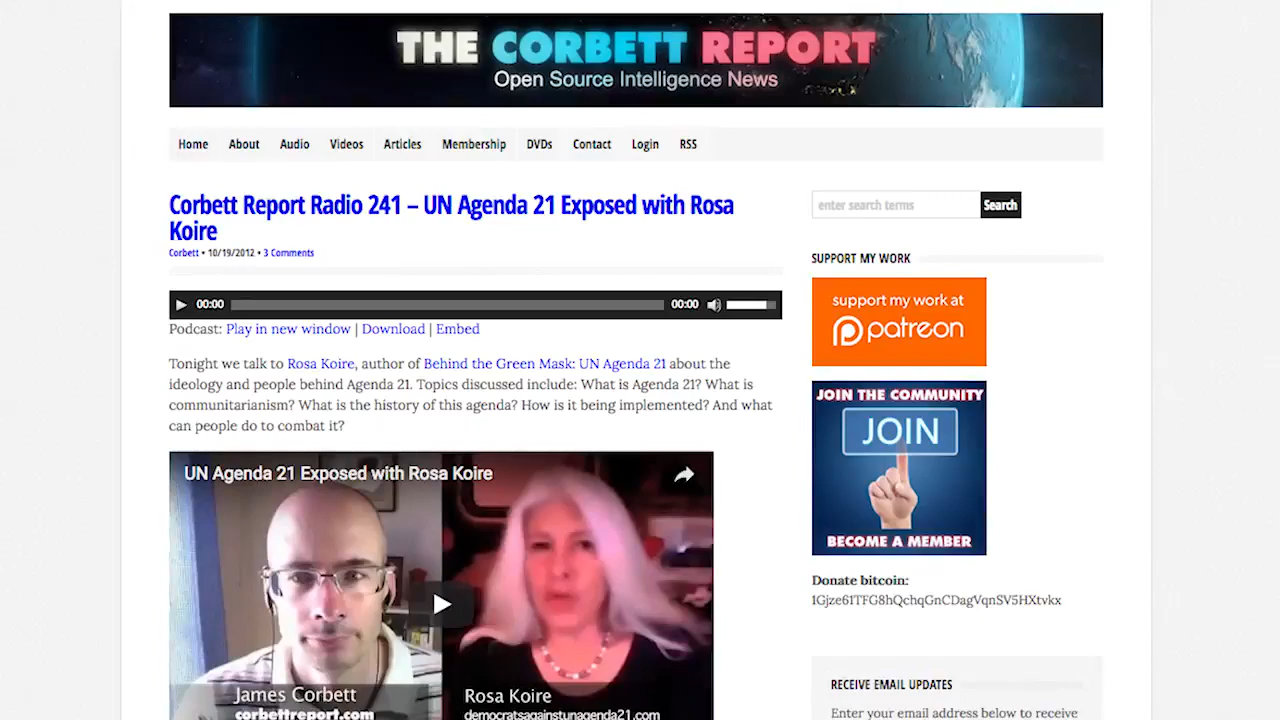 THE CORBETT REPORT
Open Source Intelligence News
Home About Audio Videos Articles Membership DVDs Contact Login RSS
Corbett Report Radio 241 – UN Agenda 21 Exposed with Rosa
Koire
Corbett • 10/19/2012 • 3 Comments
00:00 00:00
Podcast: Play in new window | Download | Embed
Tonight we talk to Rosa Koire, author of Behind the Green Mask: UN Agenda 21 about the
ideology and people behind Agenda 21. Topics discussed include: What is Agenda 21? What is
communitarianism? What is the history of this agenda? How is it being implemented? And what
can people do to combat it?
UN Agenda 21 Exposed with Rosa Koire
James Corbett
corbettreport.com
Rosa Koire
democratsagainstunagenda21.com
enter search terms Search
SUPPORT MY WORK
support my work at
patreon
JOIN THE COMMUNITY
JOIN
BECOME A MEMBER
Donate bitcoin:
1Gjze61TFG8hQchqGnCDagVqnSV5HXtvkx
RECEIVE EMAIL UPDATES
Enter your email address below to receive